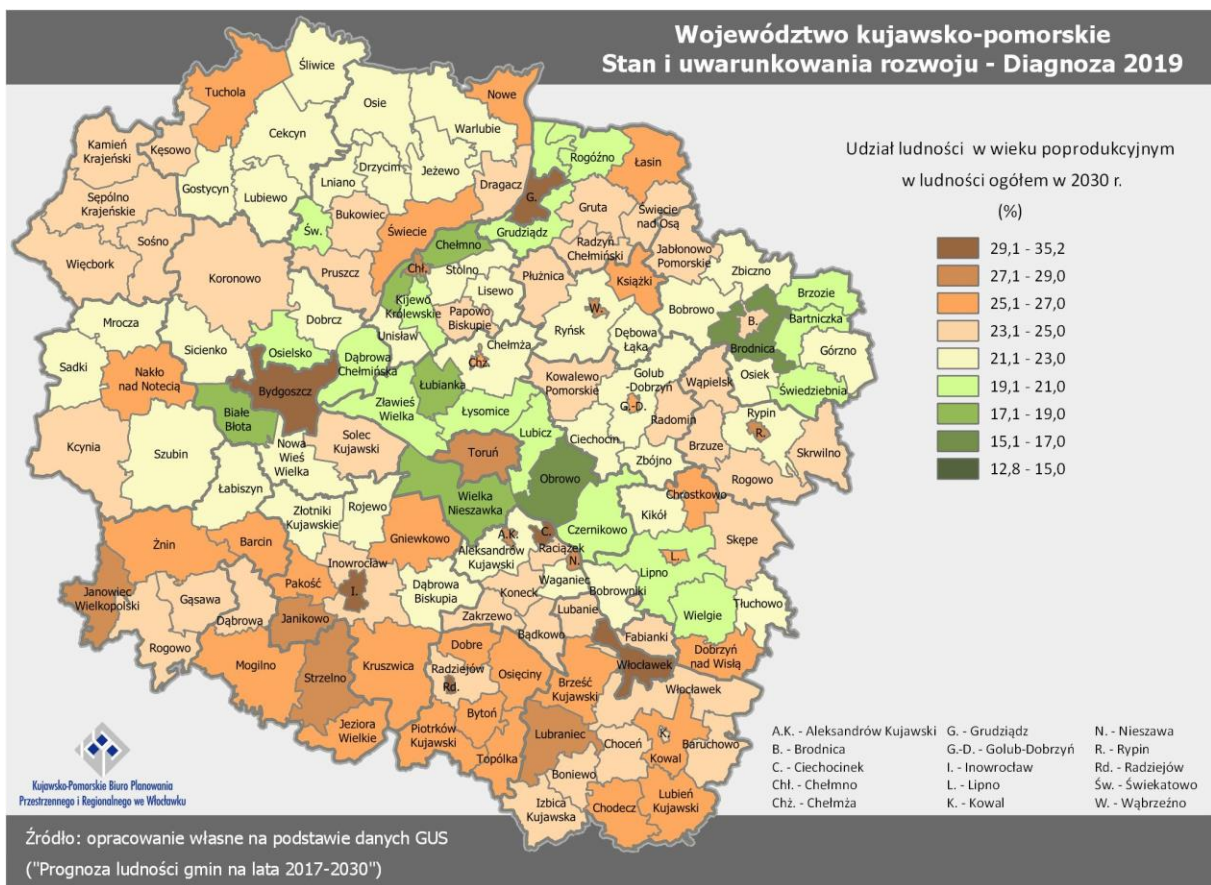 Województwo kujawsko-pomorskie
Stan i uwarunkowania rozwoju - Diagnoza 2019
Udział ludności w wieku poprodukcyjnym
w ludności ogółem w 2030 r.
(%)
29,1 - 35,2
27,1 - 29,0
25,1 - 27,0
23,1 - 25,0
21,1 - 23,0
19,1 - 21,0
17,1 - 19,0
15,1 - 17,0
12,8 - 15,0
Śliwice
Tuchola
Nowe
Osie
Cekcyn
Warlubie
Kamień
Krajeński
Kęsowo
Rogóźno
Łasin
Drzycim
Jeżewo
Lniano
Dragacz
Gostycyn
Lubiewo
G.
Sępólno
Krajeńskie
Bukowiec
Gruta
Świecie
nad Osą
Św.
Świecie
Grudziądz
Sośno
Chełmno
Radzyń
Chełmiński
Jabłonowo
Pomorskie
Więcbork
Koronowo
Pruszcz
Chł.
Stolno
Płużnica
Książki
Zbiczno
Kijewo
Królewskie
Lisewo
W.
Bobrowo
Brzozie
Mrocza
Dobrcz
Papowo
Biskupie
Ryńsk
B.
Bartniczka
Sicienko
Unisław
Dębowa
Łąka
Brodnica
Sadki
Osielsko
Dąbrowa
Chełmińska
Chełmża
Górzno
Nakło
nad Notecią
Chż.
Golub
-Dobrzyń
Osiek
Bydgoszcz
Łubianka
Kowalewo
Pomorskie
Wąpielsk
Świedziebnia
Białe
Błota
Zławieś
Wielka
Łysomice
G.-D.
Radomin
Rypin
Kcynia
Szubin
Nowa
Wieś
Wielka
Solec
Kujawski
Toruń
Lubicz
Ciechocin
Brzuze
R.
Skrwilno
Zbójno
Rogowo
Łabiszyn
Wielka
Nieszawka
Obrowo
Złotniki
Kujawskie
Rojewo
Czernikowo
Kikół
Chrostkowo
Żnin
Barcin
Gniewkowo
A.K.
C.
Raciążek
Skępe
Inowrocław
Aleksandrów
Kujawski
N.
L.
Janowiec
Wielkopolski
Gąsawa
Pakość
I.
Dąbrowa
Biskupia
Waganiec
Lipno
Koneck
Bobrowniki
Tłuchowo
Dąbrowa
Janikowo
Zakrzewo
Lubanie
Wielgie
Rogowo
Bądkowo
Fabianki
Mogilno
Kruszwica
Dobre
Włocławek
Dobrzyń
nad Wisłą
Strzelno
Radziejów
Osięciny
Brześć
Kujawski
Rd.
Włocławek
Jeziora
Wielkie
Piotrków
Kujawski
Bytoń
Lubraniec
Choceń
K.
Baruchowo
Topólka
Kowal
Boniewo
Izbica
Kujawska
Chodecz
Lubień
Kujawski
A.K. - Aleksandrów Kujawski
B. - Brodnica
C. - Ciechocinek
Chł. - Chełmno
Chż. - Chełmża
G. - Grudziądz
G.-D. - Golub-Dobrzyń
I. - Inowrocław
L. - Lipno
K. - Kowal
N. - Nieszawa
R. - Rypin
Rd. - Radziejów
Św. - Świekatowo
W. - Wąbrzeźno
Kujawsko-Pomorskie Biuro Planowania
Przestrzennego i Regionalnego we Włocławku
Źródło: opracowanie własne na podstawie danych GUS
("Prognoza ludności gmin na lata 2017-2030")